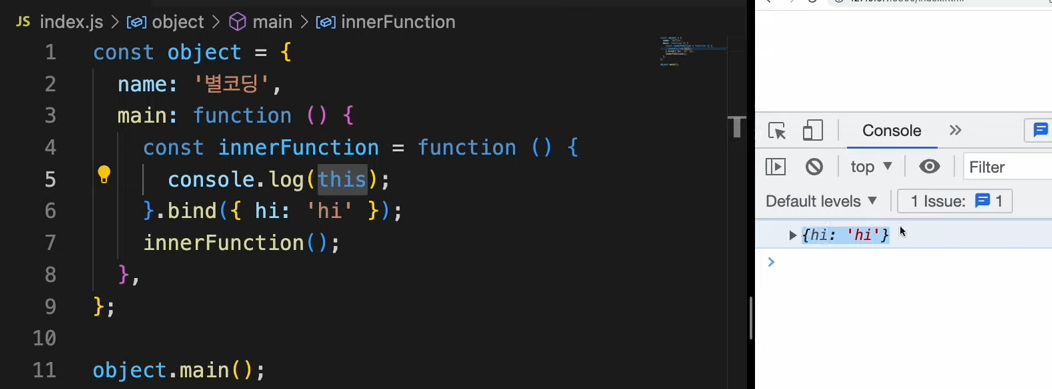 JS index.js > object > main > innerFunction
1 const object = {
2 name: '별코딩',
3 main: function () {
4 const innerFunction = function () {
5 console.log(this);
6 }.bind({ hi: 'hi' });
7 innerFunction();
8 },
9 };
10
11 object.main();
Console »
top ▼ Filter
Default levels ▼ 1 Issue: 1
▶ {hi: 'hi'}
>